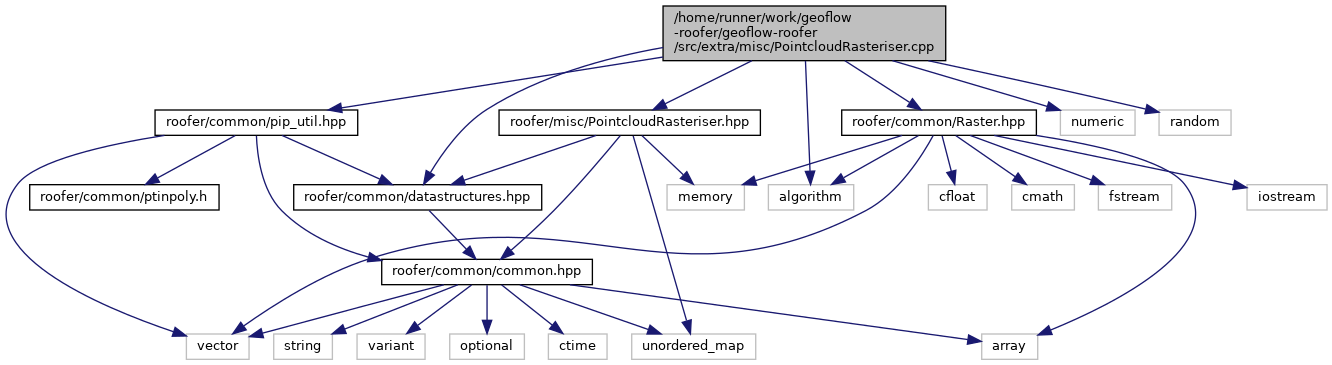 /home/runner/work/geoflow
-roofer/geoflow-roofer
/src/extra/misc/PointcloudRasteriser.cpp
roofer/common/pip_util.hpp
roofer/misc/PointcloudRasteriser.hpp
roofer/common/Raster.hpp
numeric
random
roofer/common/ptinpoly.h
roofer/common/datastructures.hpp
memory
algorithm
cfloat
cmath
fstream
iostream
roofer/common/common.hpp
vector
string
variant
optional
ctime
unordered_map
array